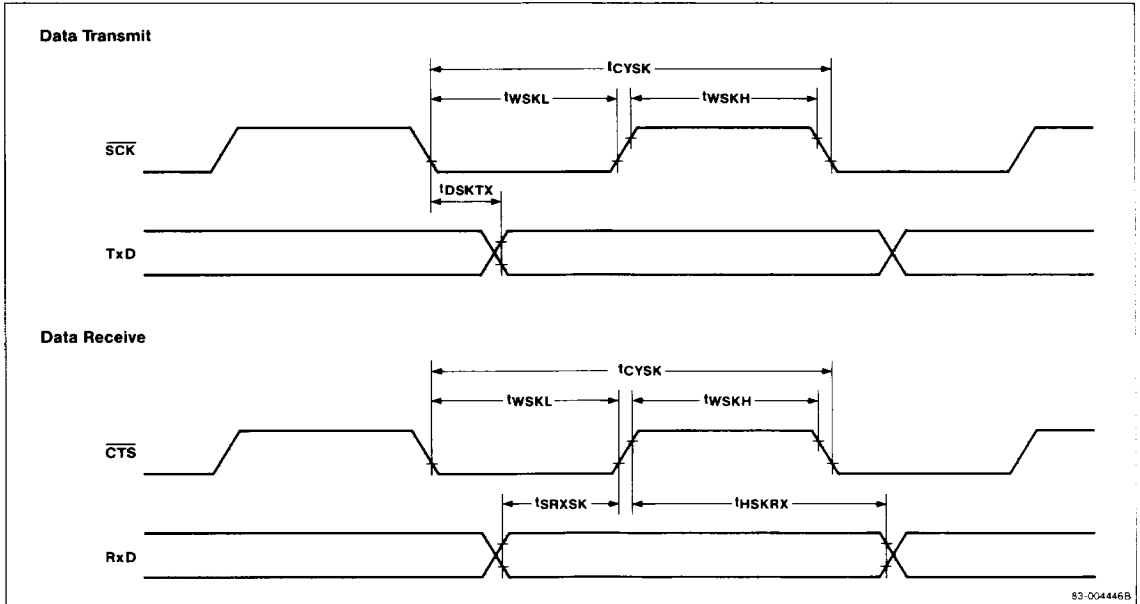 Data Transmit
tCYSK
tWSKL
tWSKH
SCK
tDSKTX
TxD
Data Receive
tCYSK
tWSKL
tWSKH
CTS
tSRXSK
tHSKRX
RxD
83-004446B